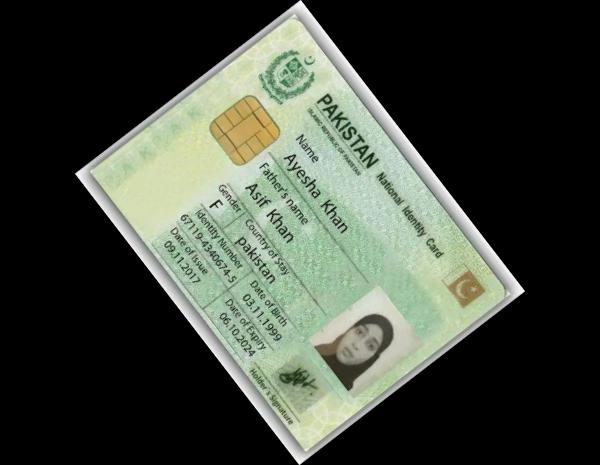 PAKISTAN National Identity Card
ISLAMIC REPUBLIC OF PAKISTAN
Name
Ayesha Khan
Father's name
Asif Khan
Gender Country of Stay
F pakistan
Identity Number Date of Birth
67119-4340674-5 03.11.1999
Date of Issue Date of Expiry
09.11.2017 06.10.2024
Holder's Signature